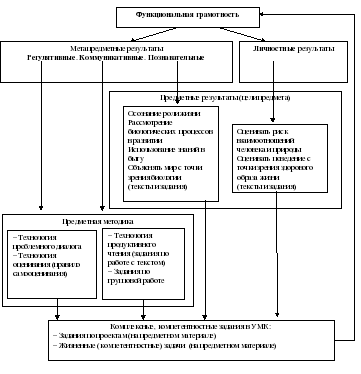 Функциональная грамотность
Метапредметные результаты
Регулятивные. Коммуникативные. Познавательные
Личностные результаты
Предметные результаты (цели предмета)
Осознание роли жизни
Рассмотрение
биологических процессов
в развитии
Использование знаний в
быту
Объяснять мир с точки
зрения биологии
(тексты и задания)
Оценивать риск
взаимоотношений
человека и природы
Оценивать поведение с
точки зрения здорового
образа жизни
(тексты и задания)
Предметная методика
– Технология
проблемного диалога
– Технология
оценивания (правило
самооценивания)
– Технология
продуктивного
чтения (задания по
работе с текстом)
– Задания по
групповой работе
Комплексные, компетентностные задания в УМК:
– Задания по проектам (на предметном материале)
– Жизненные (компетентностные) задачи (на предметном материале)